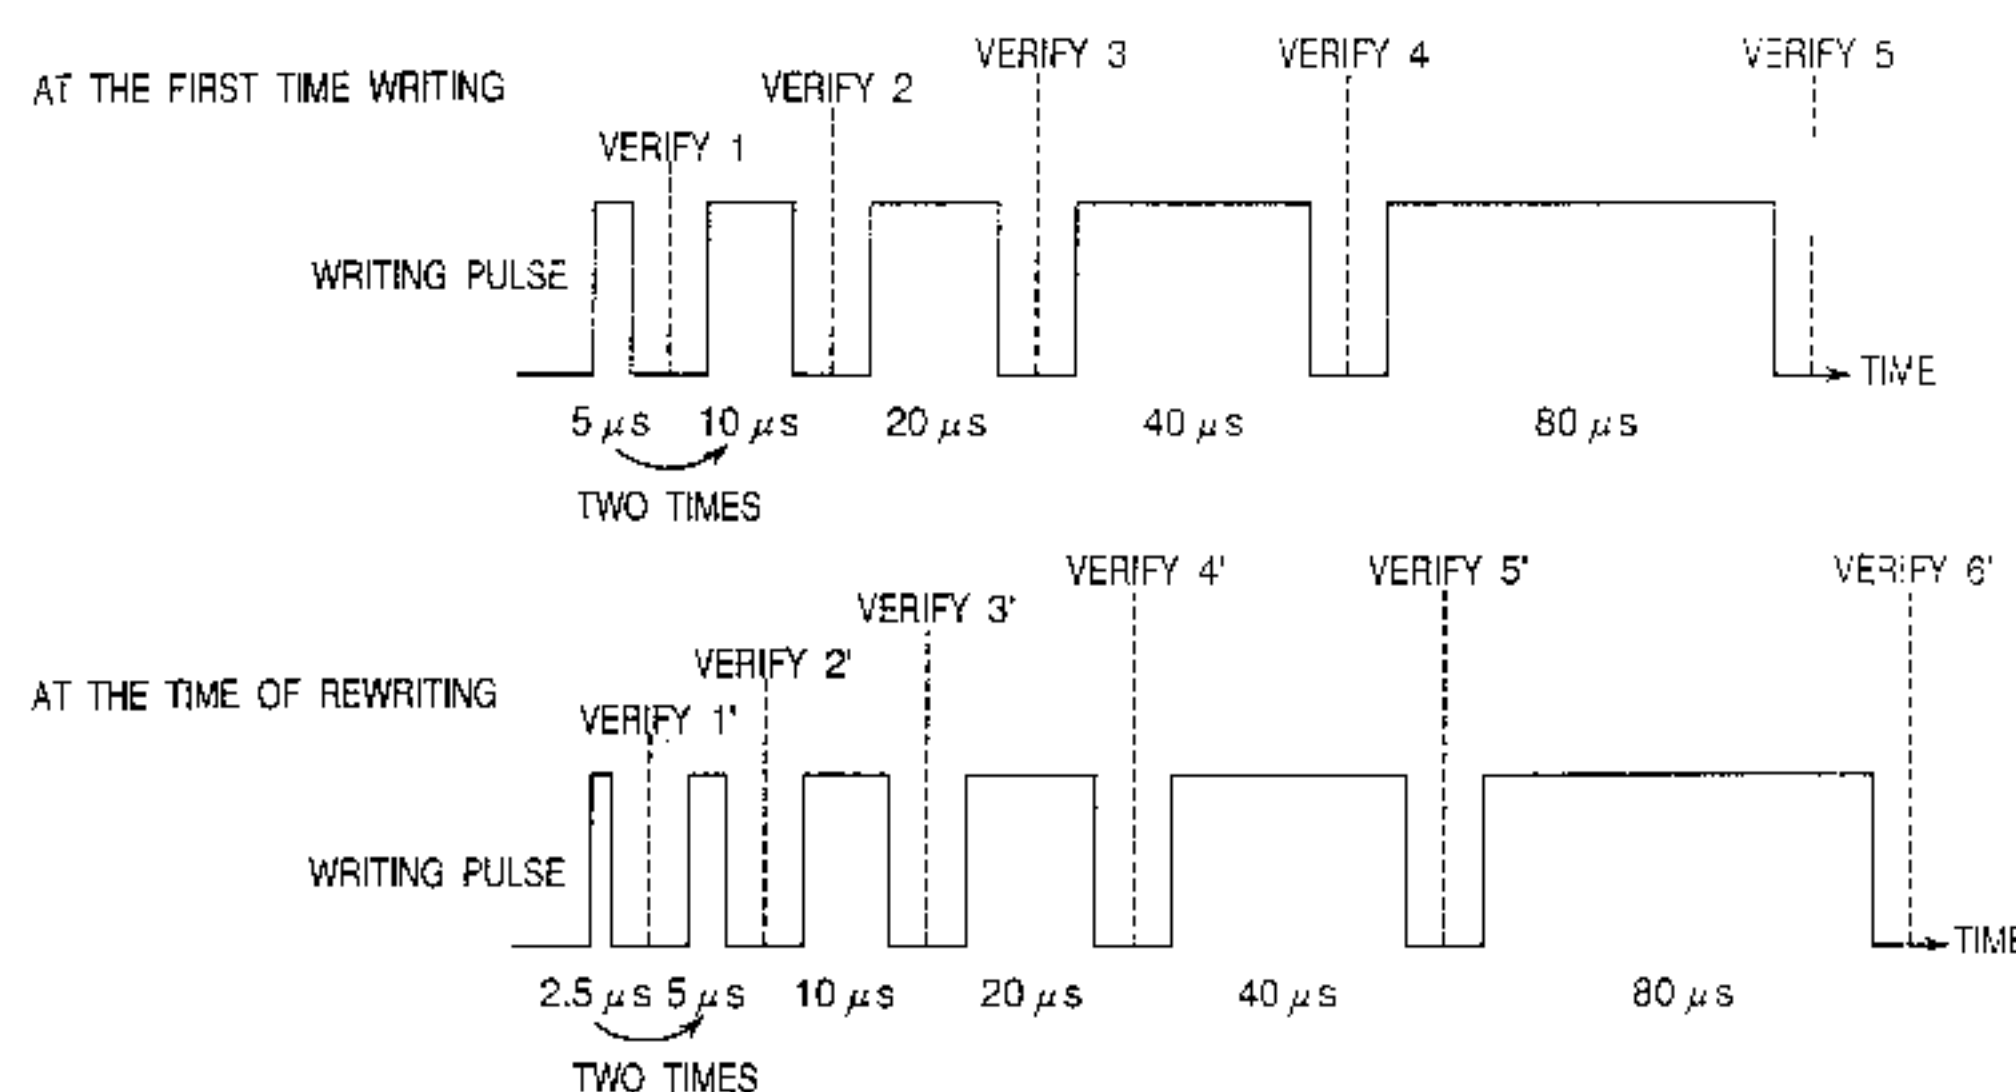 VERIFY 3 VERIFY 4 VERIFY 5
AT THE FIRST TIME WRITING VERIFY 2
VERIFY 1
WRITING PULSE
TIME
5 μs 10 μs 20 μs 40 μs 80 μs
TWO TIMES
VERIFY 4' VERIFY 5' VERIFY 6'
VERIFY 3'
VERIFY 2'
AT THE TIME OF REWRITING
VERIFY 1'
WRITING PULSE
TIME
2.5 μs 5 μs 10 μs 20 μs 40 μs 80 μs
TWO TIMES